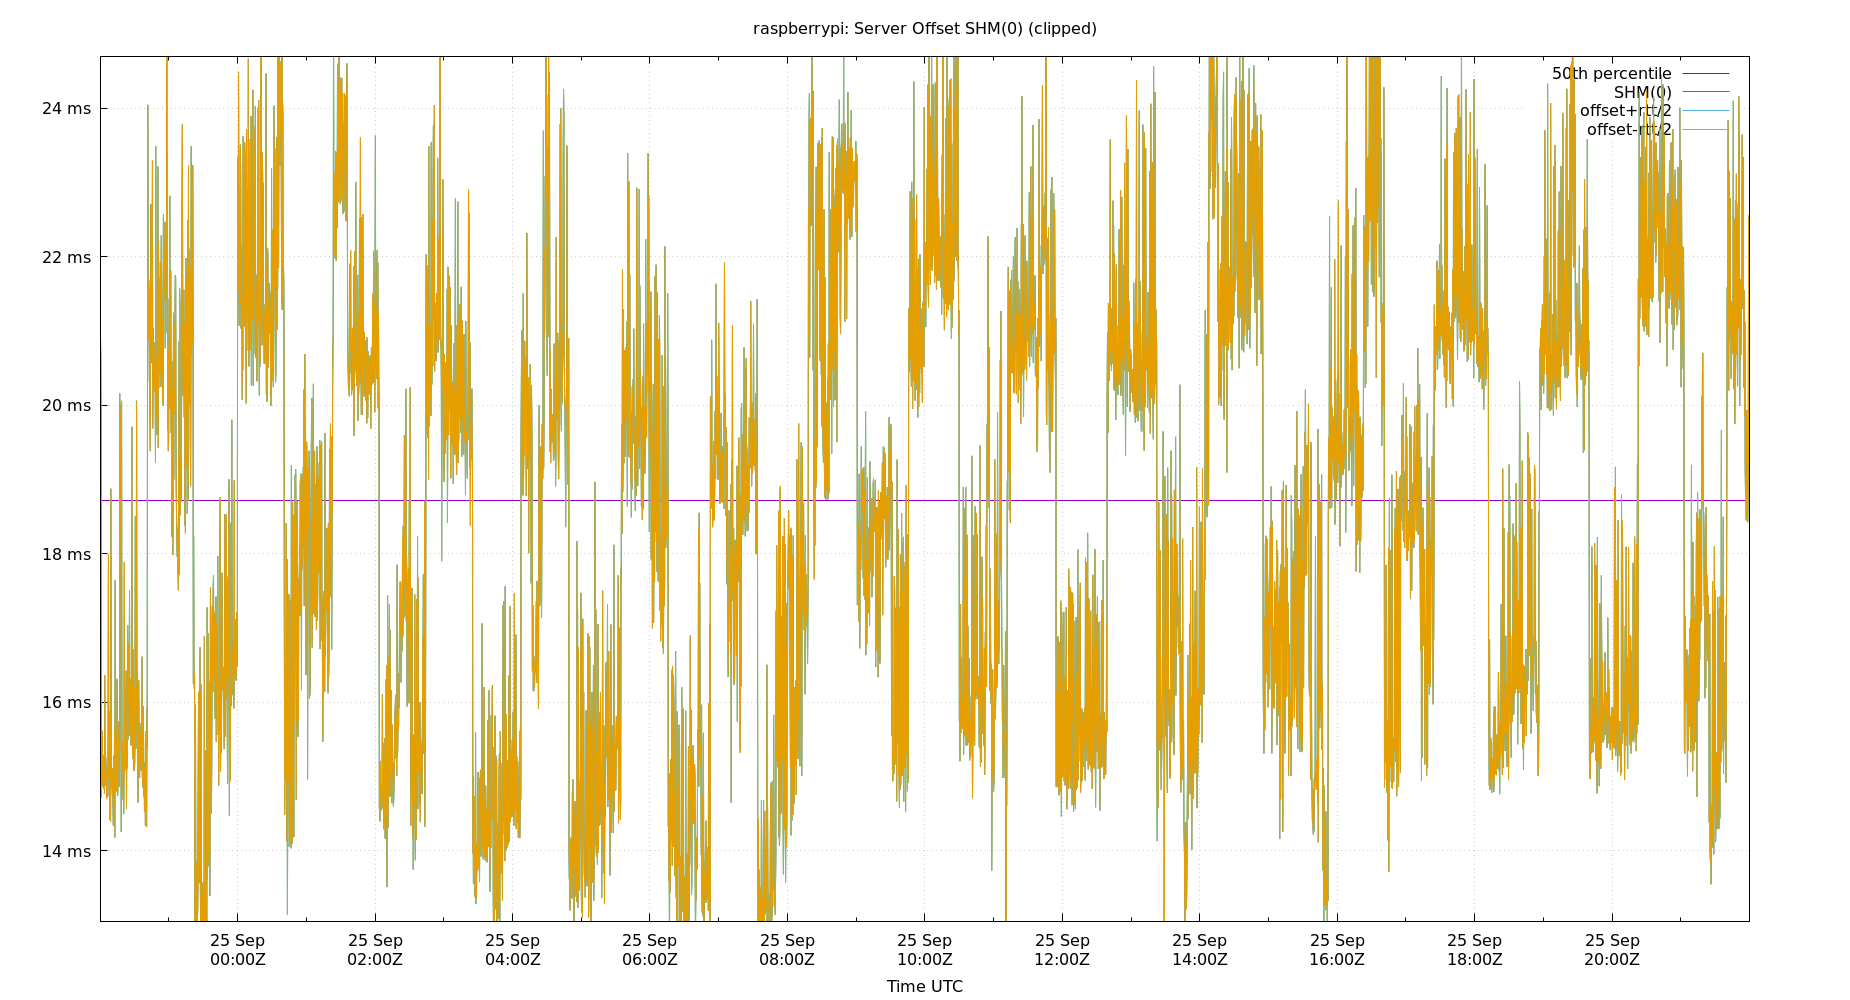 raspberrypi: Server Offset SHM(0) (clipped)
50th percentile
SHM(0)
offset+rtt/2
offset-rtt/2
24 ms
22 ms
20 ms
18 ms
16 ms
14 ms
25 Sep 25 Sep 25 Sep 25 Sep 25 Sep 25 Sep 25 Sep 25 Sep 25 Sep 25 Sep 25 Sep
00:00Z 02:00Z 04:00Z 06:00Z 08:00Z 10:00Z 12:00Z 14:00Z 16:00Z 18:00Z 20:00Z
Time UTC